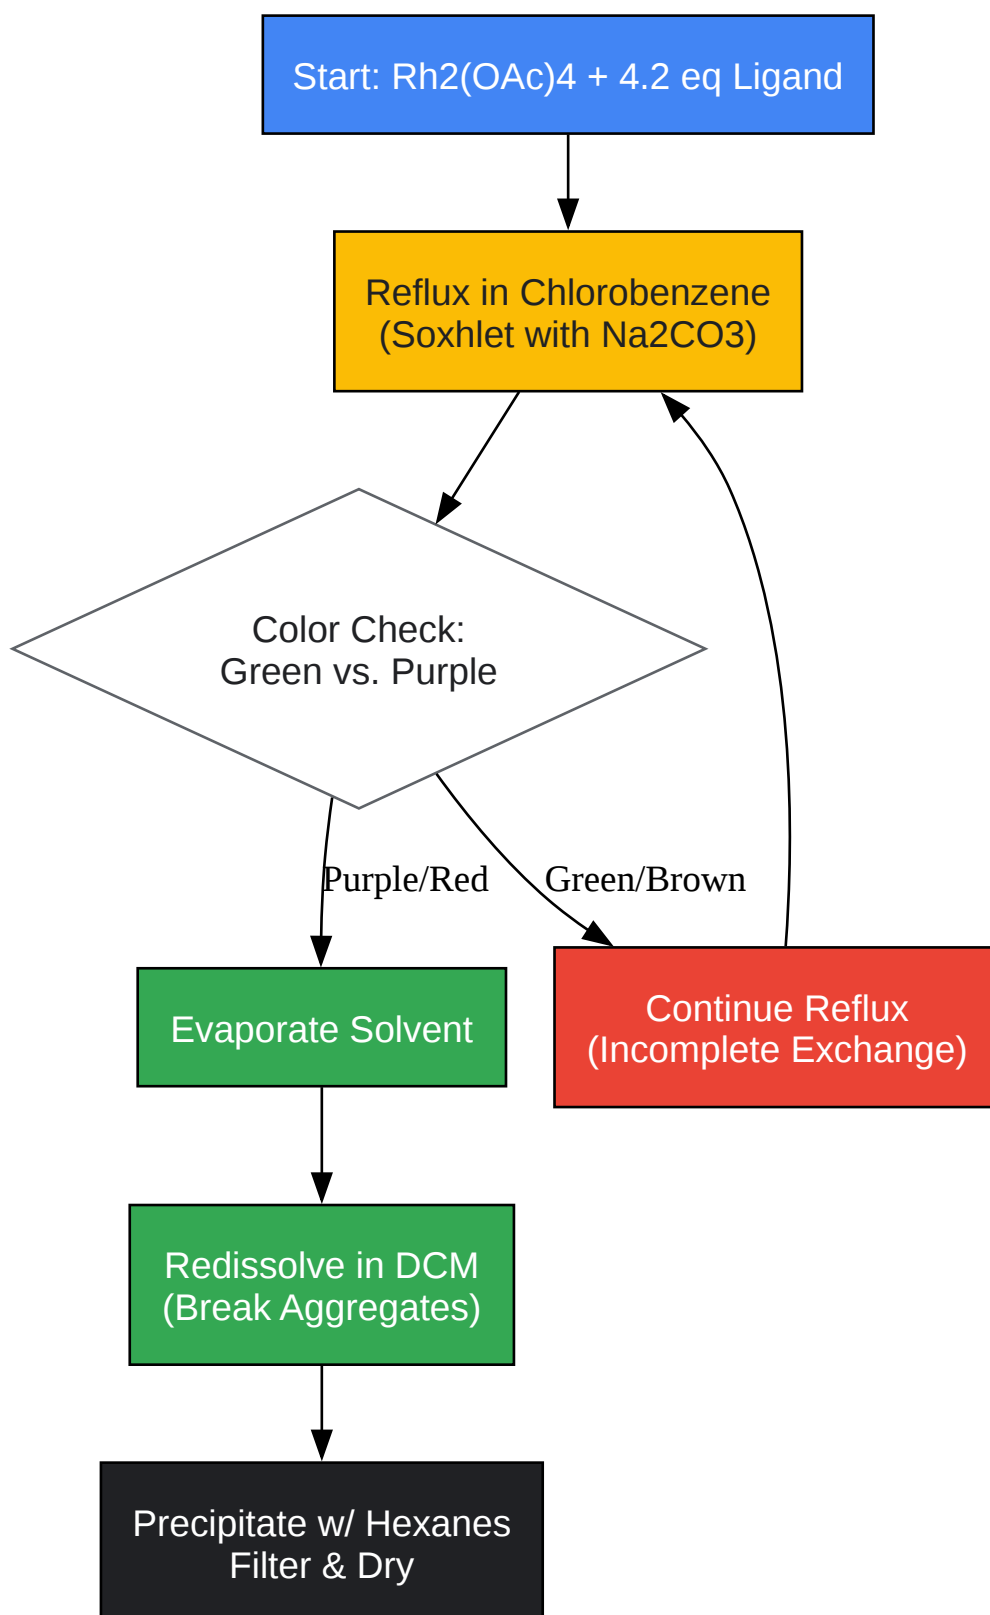 Start: Rh2(OAc)4 + 4.2 eq Ligand
Reflux in Chlorobenzene
(Soxhlet with Na2CO3)
Color Check:
Green vs. Purple
Purple/Red
Green/Brown
Evaporate Solvent
Continue Reflux
(Incomplete Exchange)
Redissolve in DCM
(Break Aggregates)
Precipitate w/ Hexanes
Filter & Dry